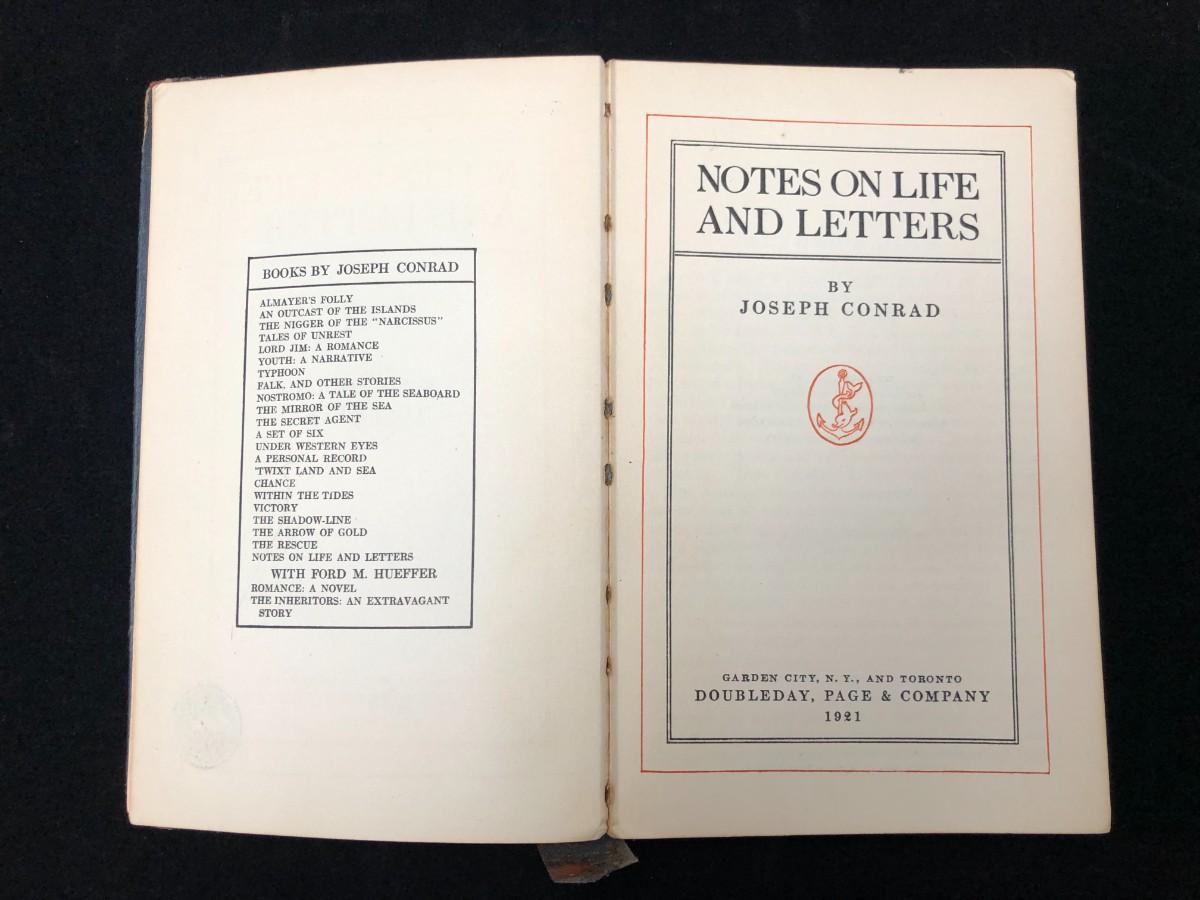 BOOKS BY JOSEPH CONRAD
ALMAYER'S FOLLY
AN OUTCAST OF THE ISLANDS
THE NIGGER OF THE "NARCISSUS"
TALES OF UNREST
LORD JIM: A ROMANCE
YOUTH: A NARRATIVE
TYPHOON
FALK, AND OTHER STORIES
NOSTROMO: A TALE OF THE SEABOARD
THE MIRROR OF THE SEA
THE SECRET AGENT
A SET OF SIX
UNDER WESTERN EYES
A PERSONAL RECORD
'TWIXT LAND AND SEA
CHANCE
WITHIN THE TIDES
VICTORY
THE SHADOW-LINE
THE ARROW OF GOLD
THE RESCUE
NOTES ON LIFE AND LETTERS
WITH FORD M. HUEFFER
ROMANCE: A NOVEL
THE INHERITORS: AN EXTRAVAGANT
STORY
NOTES ON LIFE
AND LETTERS
BY
JOSEPH CONRAD
GARDEN CITY, N. Y., AND TORONTO
DOUBLEDAY, PAGE & COMPANY
1921